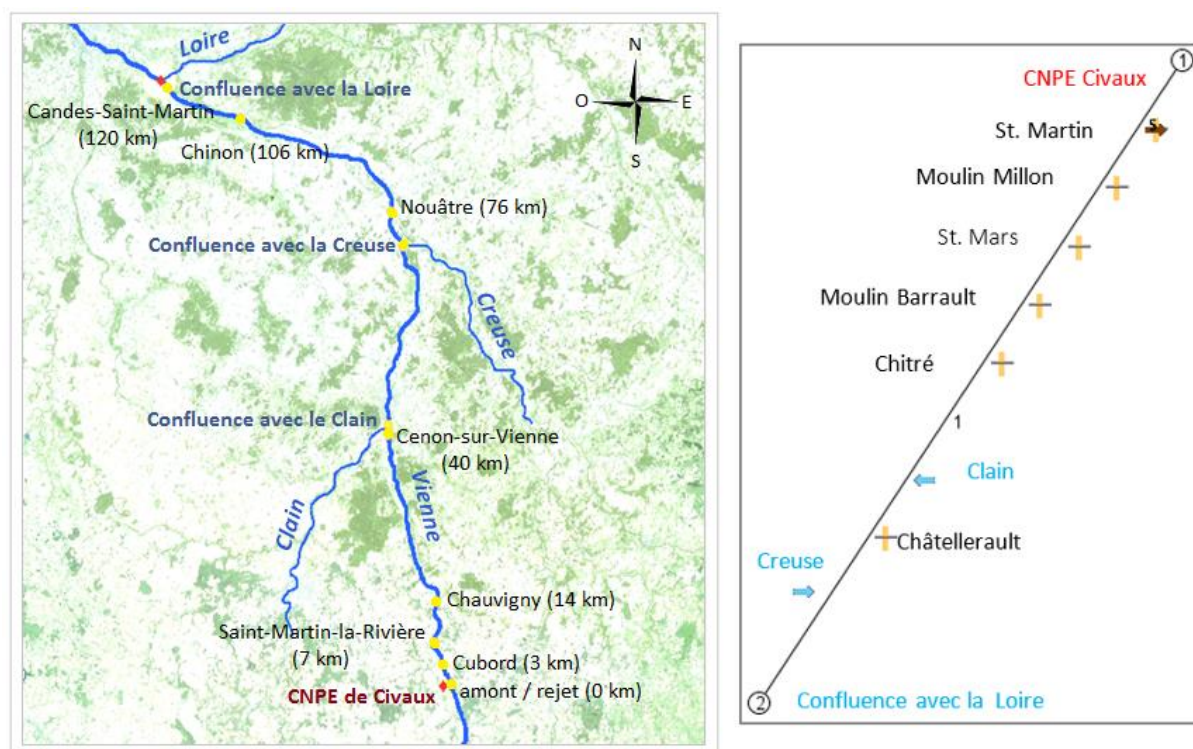 Loire
Confluence avec la Loire
N
O
E
S
Candes-Saint-Martin
(120 km)
Chinon (106 km)
Nouâtre (76 km)
Confluence avec la Creuse
Creuse
Confluence avec le Clain
Cenon-sur-Vienne
(40 km)
Clain
Vienne
Chauvigny (14 km)
Saint-Martin-la-Rivière
(7 km)
Cubord (3 km)
CNPE de Civaux
amont / rejet (0 km)
1
CNPE Civaux
St. Martin
S
Moulin Millon
St. Mars
Moulin Barrault
Chitré
1
Clain
Châtellerault
Creuse
2
Confluence avec la Loire